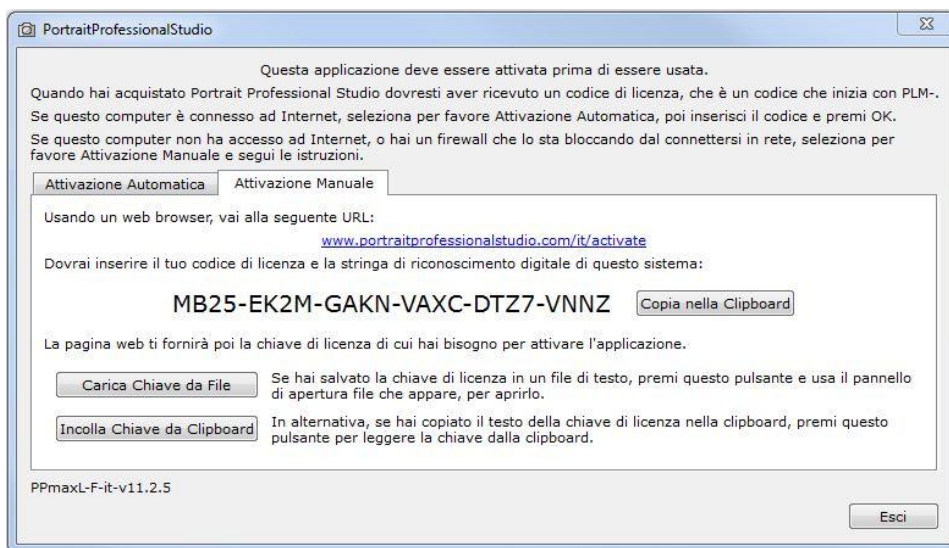 PortraitProfessionalStudio
Questa applicazione deve essere attivata prima di essere usata.
Quando hai acquistato Portrait Professional Studio dovresti aver ricevuto un codice di licenza, che è un codice che inizia con PLM-.
Se questo computer è connesso ad Internet, seleziona per favore Attivazione Automatica, poi inserisci il codice e premi OK.
Se questo computer non ha accesso ad Internet, o hai un firewall che lo sta bloccando dal connettersi in rete, seleziona per
favore Attivazione Manuale e segui le istruzioni.
Attivazione Automatica Attivazione Manuale
Usando un web browser, vai alla seguente URL:
www.portraitprofessionalstudio.com/it/activate
Dovrai inserire il tuo codice di licenza e la stringa di riconoscimento digitale di questo sistema:
MB25-EK2M-GAKN-VAXC-DTZ7-VNNZ Copia nella Clipboard
La pagina web ti fornirà poi la chiave di licenza di cui hai bisogno per attivare l'applicazione.
Carica Chiave da File
Se hai salvato la chiave di licenza in un file di testo, premi questo pulsante e usa il pannello
di apertura file che appare, per aprirlo.
Incolla Chiave da Clipboard
In alternativa, se hai copiato il testo della chiave di licenza nella clipboard, premi questo
pulsante per leggere la chiave dalla clipboard.
PPmaxL-F-it-v11.2.5
Esci